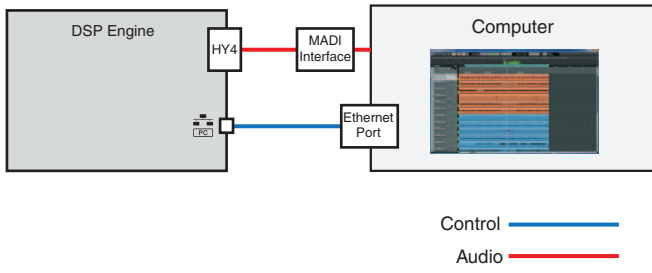 DSP Engine
HY4
MADI
Interface
Computer
PC
Ethernet
Port
Control
Audio